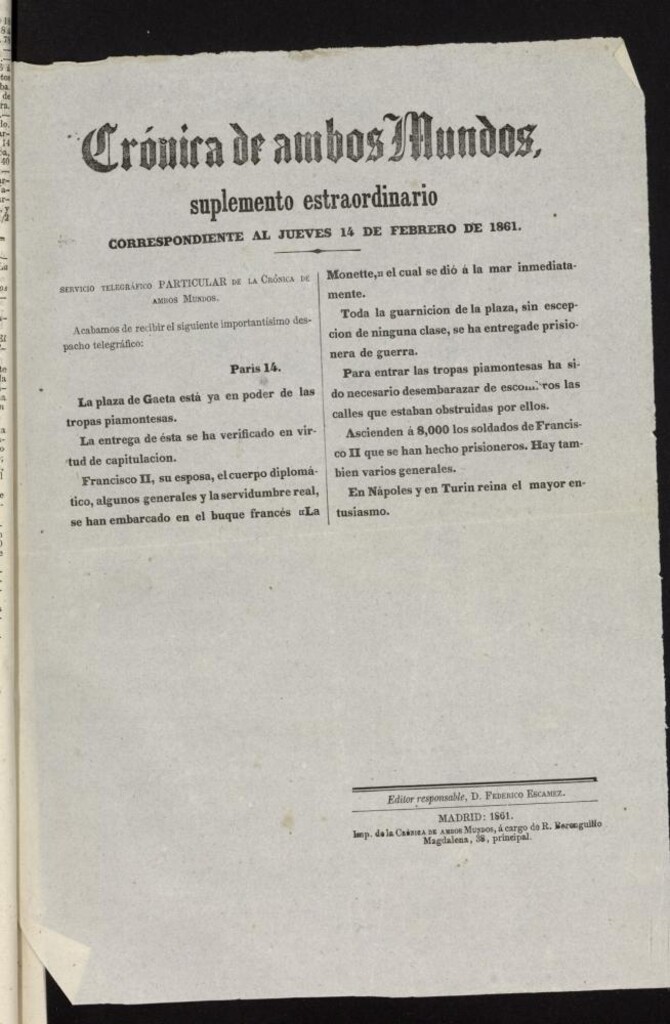 Crónica de ambos Mundos,
suplemento estraordinario
CORRESPONDIENTE AL JUEVES 14 DE FEBRERO DE 1861.
SERVICIO TELEGRÁFICO PARTICULAR DE LA CRÓNICA DE
AMBOS MUNDOS.
Acabamos de recibir el siguiente importantísimo des-
pacho telegráfico:
Paris 14.
La plaza de Gaeta está ya en poder de las
tropas piamontesas.
La entrega de ésta se ha verificado en vir-
tud de capitulacion.
Francisco II, su esposa, el cuerpo diplomá-
tico, algunos generales y la servidumbre real,
se han embarcado en el buque francés «La
Monette,» el cual se dió á la mar inmediata-
mente.
Toda la guarnicion de la plaza, sin escep-
cion de ninguna clase, se ha entregade prisio-
nera de guerra.
Para entrar las tropas piamontesas ha si-
do necesario desembarazar de las
calles que estaban obstruidas por ellos.
Ascienden á 8,000 los soldados de Francis-
co II que se han hecho prisioneros. Hay tam-
bien varios generales.
En Nápoles y en Turin reina el mayor en-
tusiasmo.
Editor responsable, D. FEDERICO ESCAMEZ.
MADRID: 1861.
Imp. de la CRÓNICA DE AMBOS MUNDOS, á cargo de R. Berenguillo
Magdalena, 38, principal.